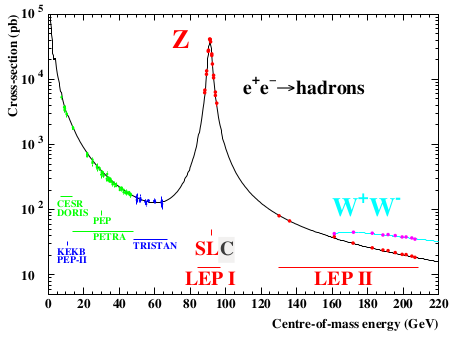 Cross-section (pb)
10^5
10^4
10^3
10^2
10
Z
e^+e^-→hadrons
CESR
DORIS
PEP
PETRA
KEKB
PEP-II
TRISTAN
SLC
LEP I
W^+W^-
LEP II
0 20 40 60 80 100 120 140 160 180 200 220
Centre-of-mass energy (GeV)